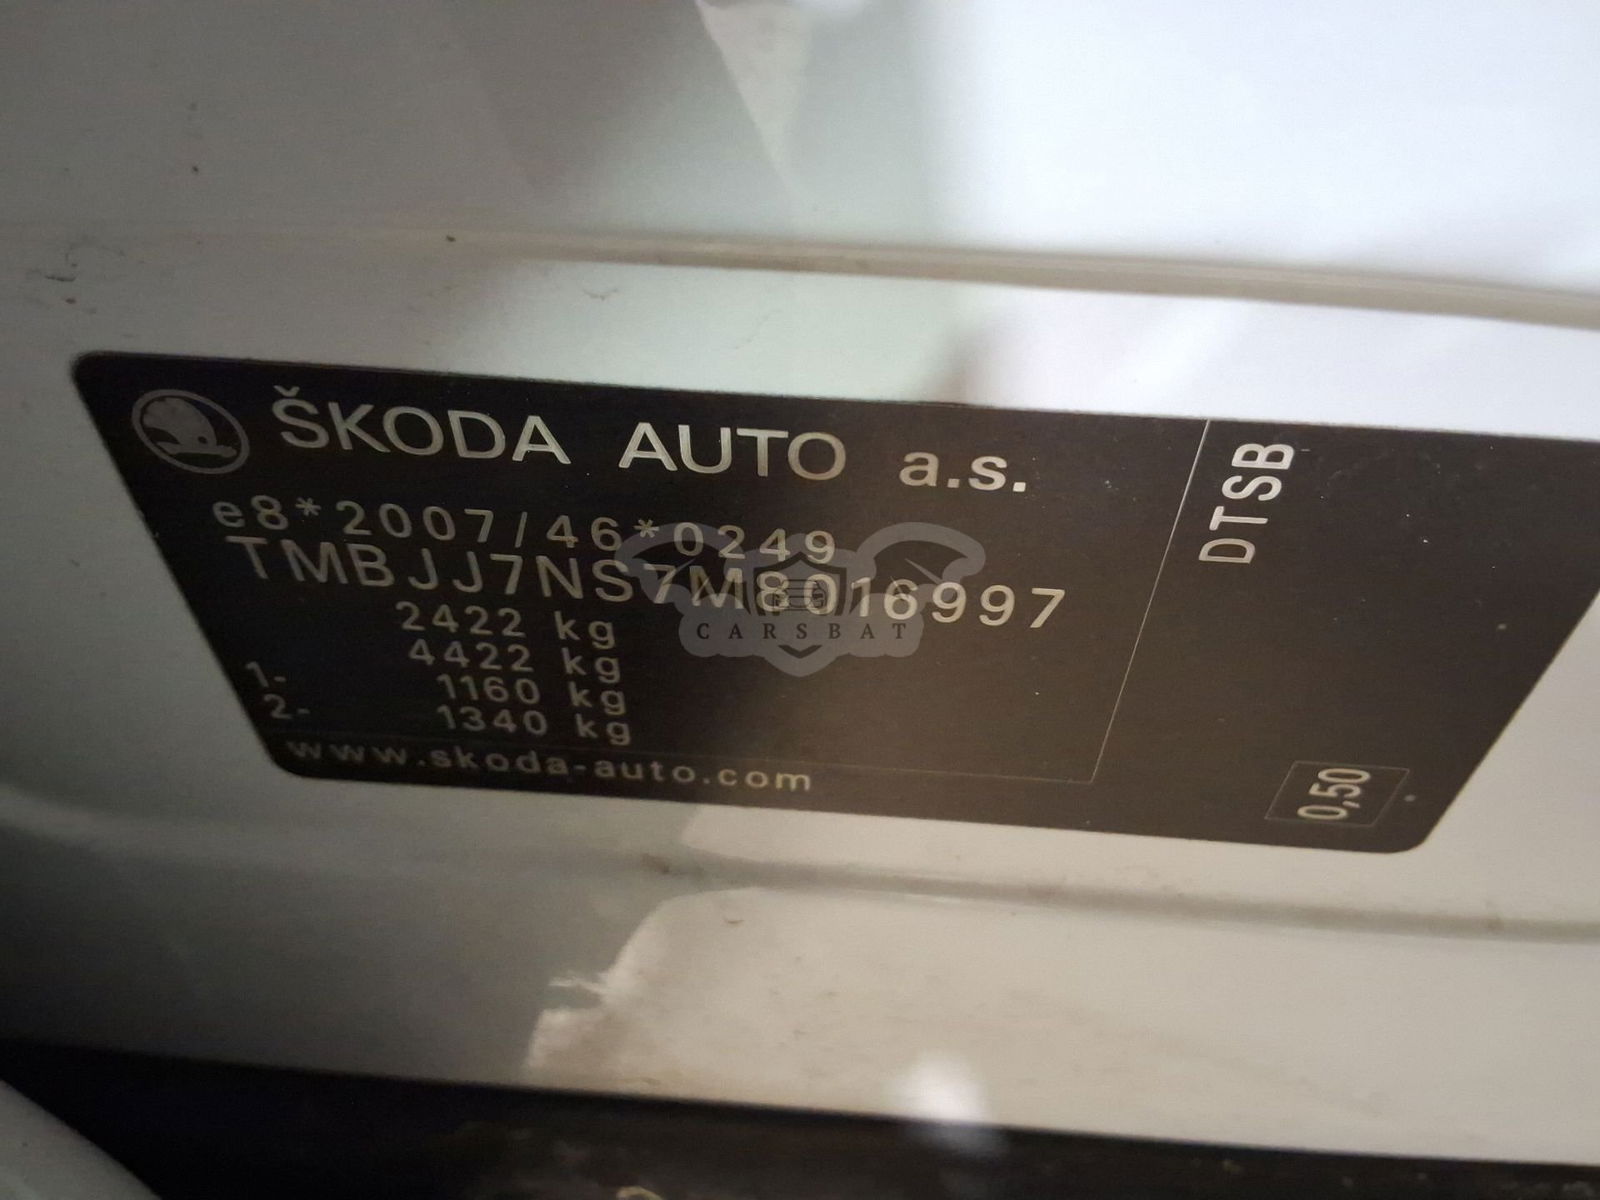 ŠKODA AUTO a.s.
e8*2007/46*0249
TMBJJ7NS7M8016997
2422 kg
4422 kg
1- 1160 kg
2- 1340 kg
www.skoda-auto.com
DTSB
0,50
CARSBAT